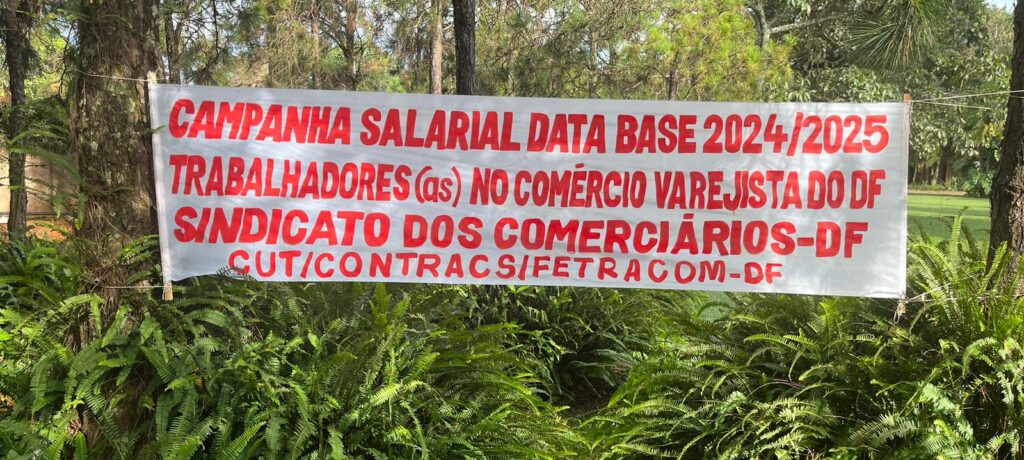 CAMPANHA SALARIAL DATA BASE 2024/2025
TRABALHADORES(as) NO COMÉRCIO VAREJISTA DO DF
SINDICATO DOS COMERCIÁRIOS-DF
CUT/CONTRACS/FETRACOM-DF